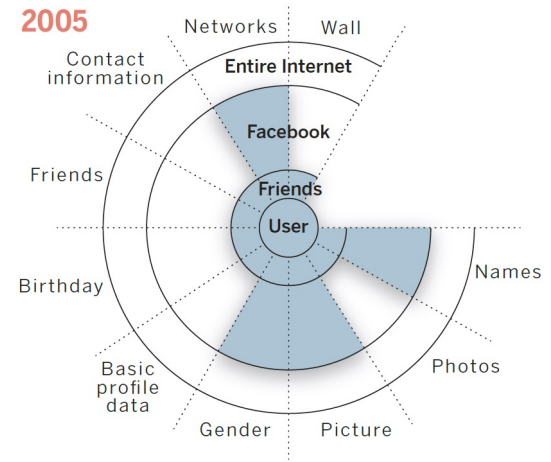 2005
Networks
Wall
Contact
information
Entire Internet
Facebook
Friends
Friends
User
Birthday
Names
Basic
profile
data
Photos
Gender
Picture